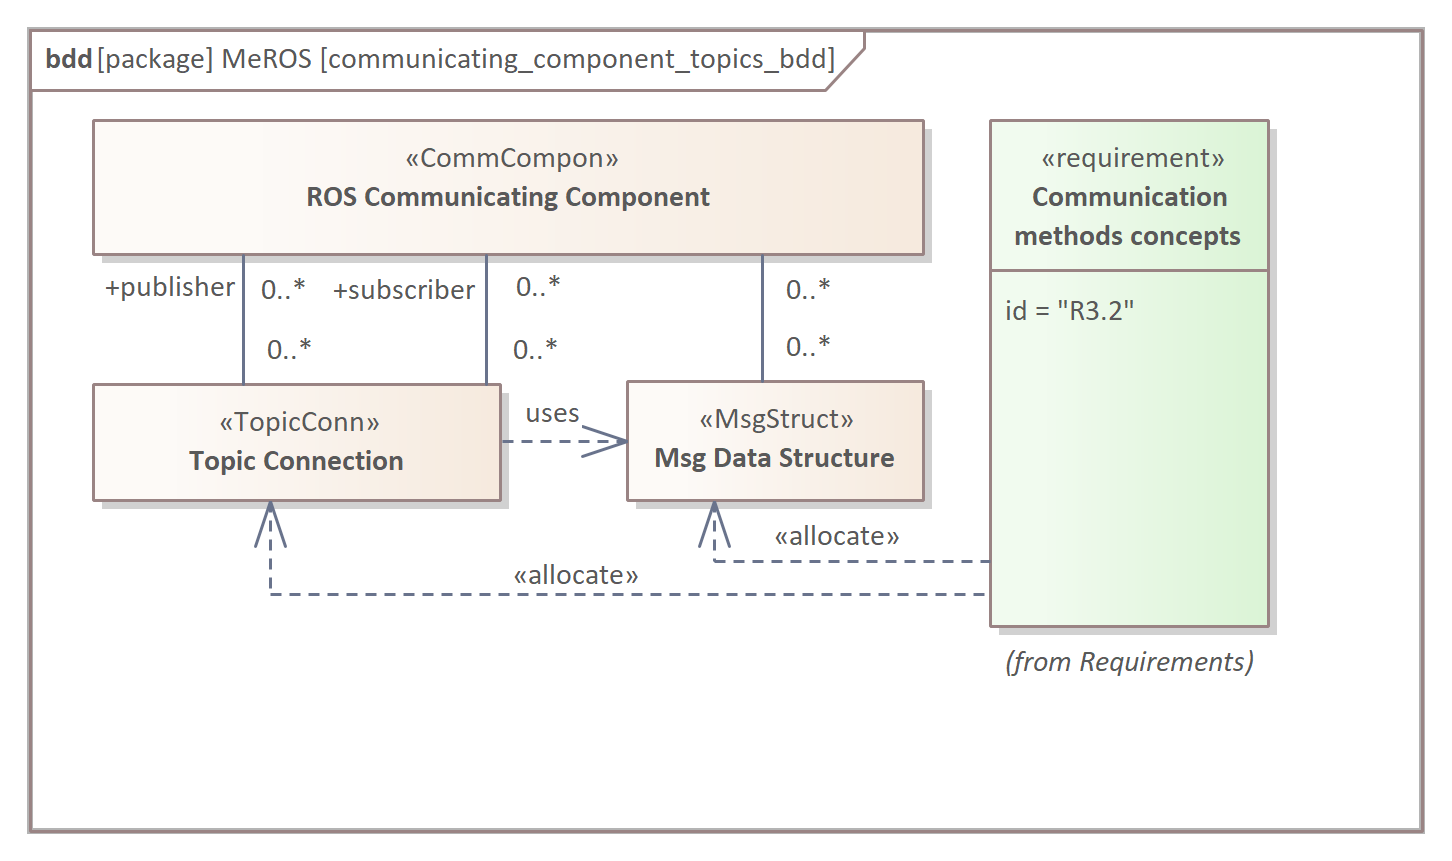 bdd [package] MeROS [communicating_component_topics_bdd]
«CommCompon»
ROS Communicating Component
«requirement»
Communication
methods concepts
id = "R3.2"
+publisher
0..*
+subscriber
0..*
0..*
0..*
0..*
0..*
«TopicConn»
Topic Connection
uses
«MsgStruct»
Msg Data Structure
«allocate»
«allocate»
(from Requirements)